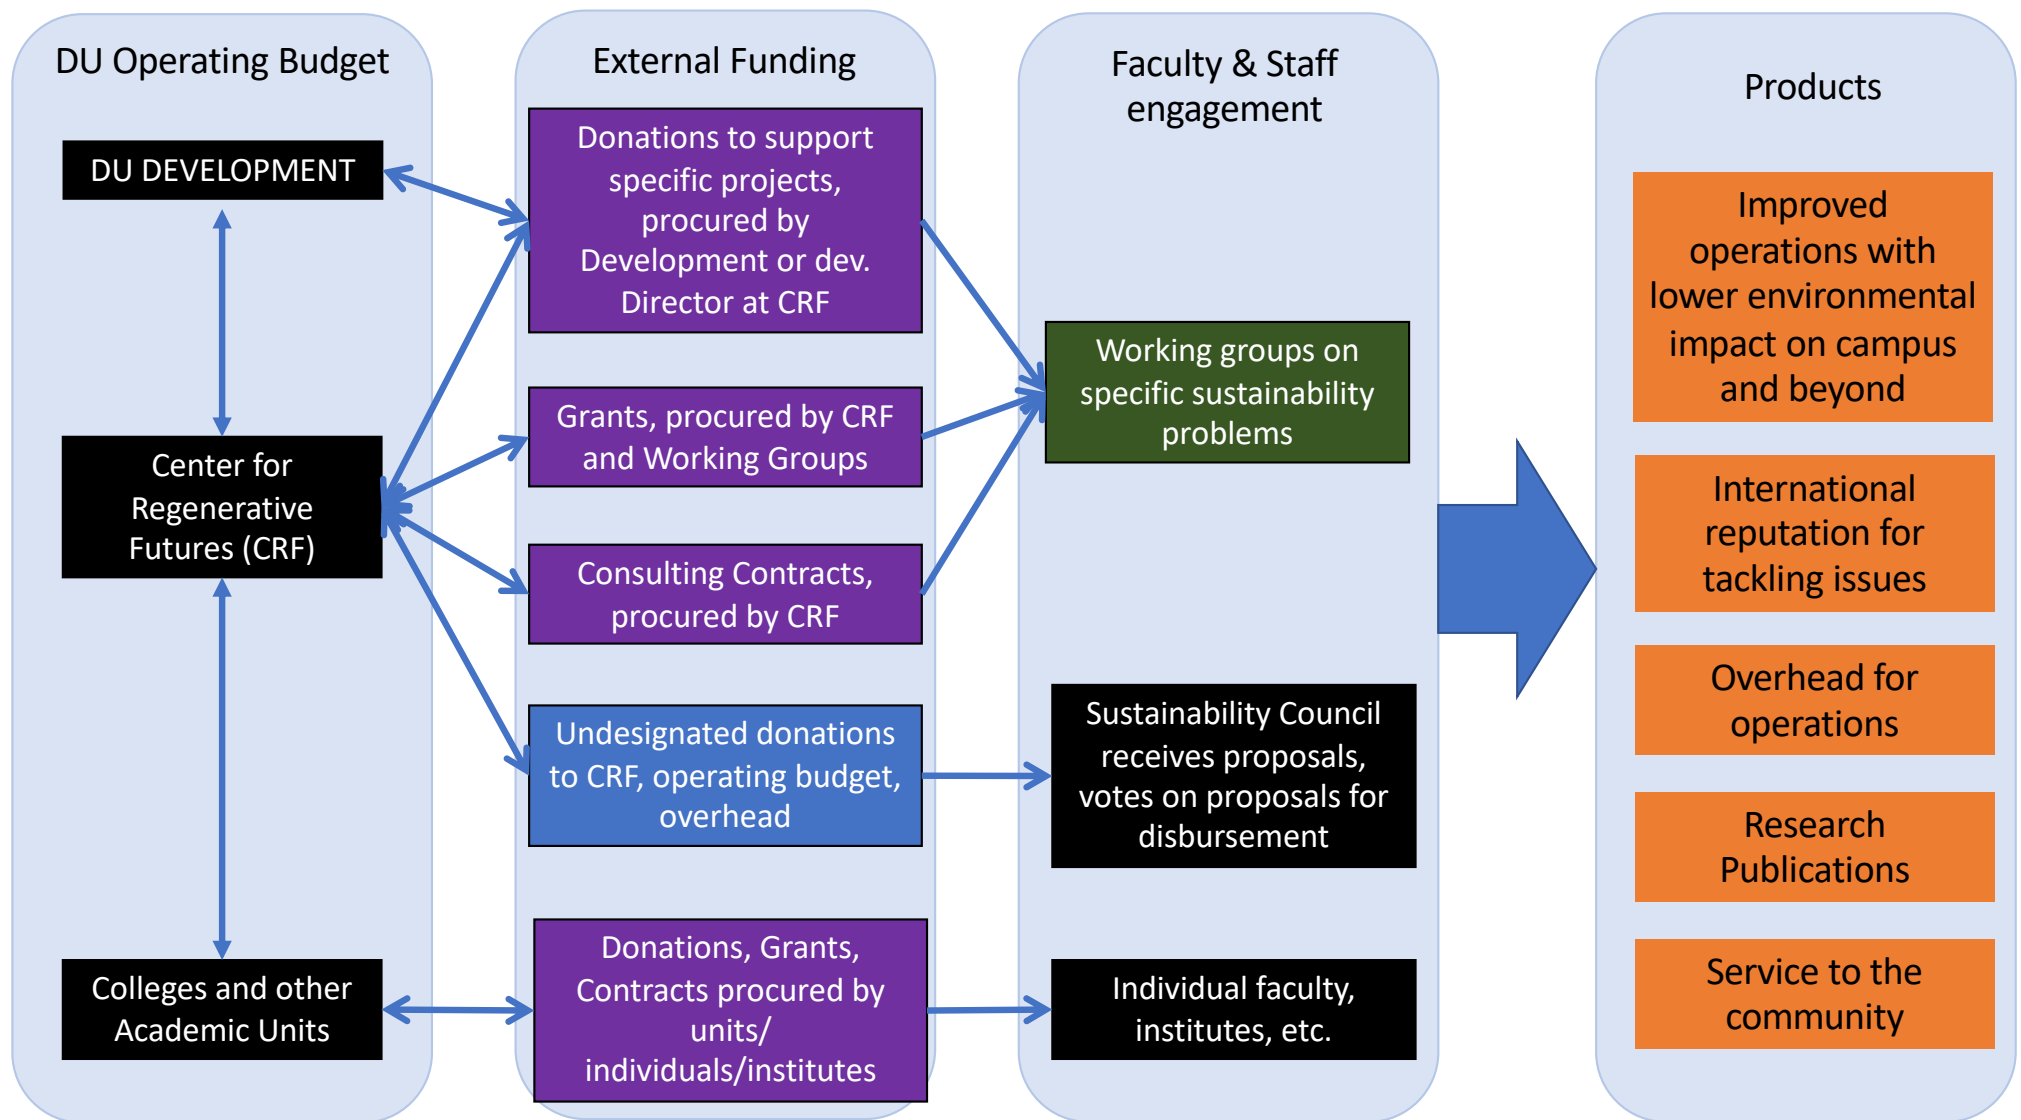 DU Operating Budget
DU DEVELOPMENT
Center for
Regenerative
Futures (CRF)
Colleges and other
Academic Units
External Funding
Donations to support
specific projects,
procured by
Development or dev.
Director at CRF
Grants, procured by CRF
and Working Groups
Consulting Contracts,
procured by CRF
Undesignated donations
to CRF, operating budget,
overhead
Donations, Grants,
Contracts procured by
units/
individuals/institutes
Faculty & Staff
engagement
Working groups on
specific sustainability
problems
Sustainability Council
receives proposals,
votes on proposals for
disbursement
Individual faculty,
institutes, etc.
Products
Improved
operations with
lower environmental
impact on campus
and beyond
International
reputation for
tackling issues
Overhead for
operations
Research
Publications
Service to the
community